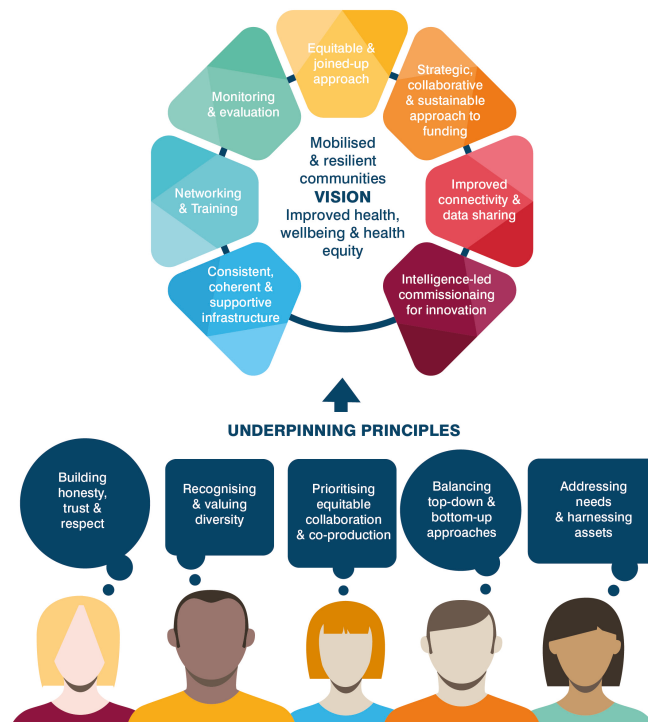 Equitable &
joined-up
approach
Strategic,
collaborative
& sustainable
approach to
funding
Monitoring
& evaluation
Mobilised
& resilient
communities
VISION
Improved health,
wellbeing & health
equity
Networking
& Training
Improved
connectivity &
data sharing
Consistent,
coherent &
supportive
infrastructure
Intelligence-led
commissionaing
for innovation
UNDERPINNING PRINCIPLES
Building
honesty,
trust &
respect
Recognising
& valuing
diversity
Prioritising
equitable
collaboration
& co-production
Balancing
top-down &
bottom-up
approaches
Addressing
needs
& harnessing
assets